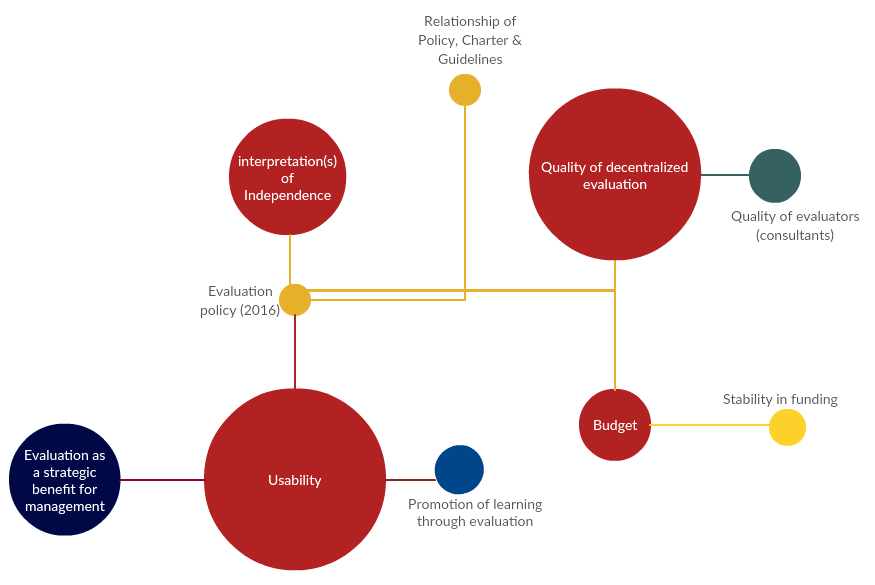 Relationship of
Policy, Charter &
Guidelines
interpretation(s)
of
Independence
Quality of decentralized
evaluation
Quality of evaluators
(consultants)
Evaluation
policy (2016)
Stability in funding
Budget
Evaluation as
a strategic
benefit for
management
Usability
Promotion of learning
through evaluation